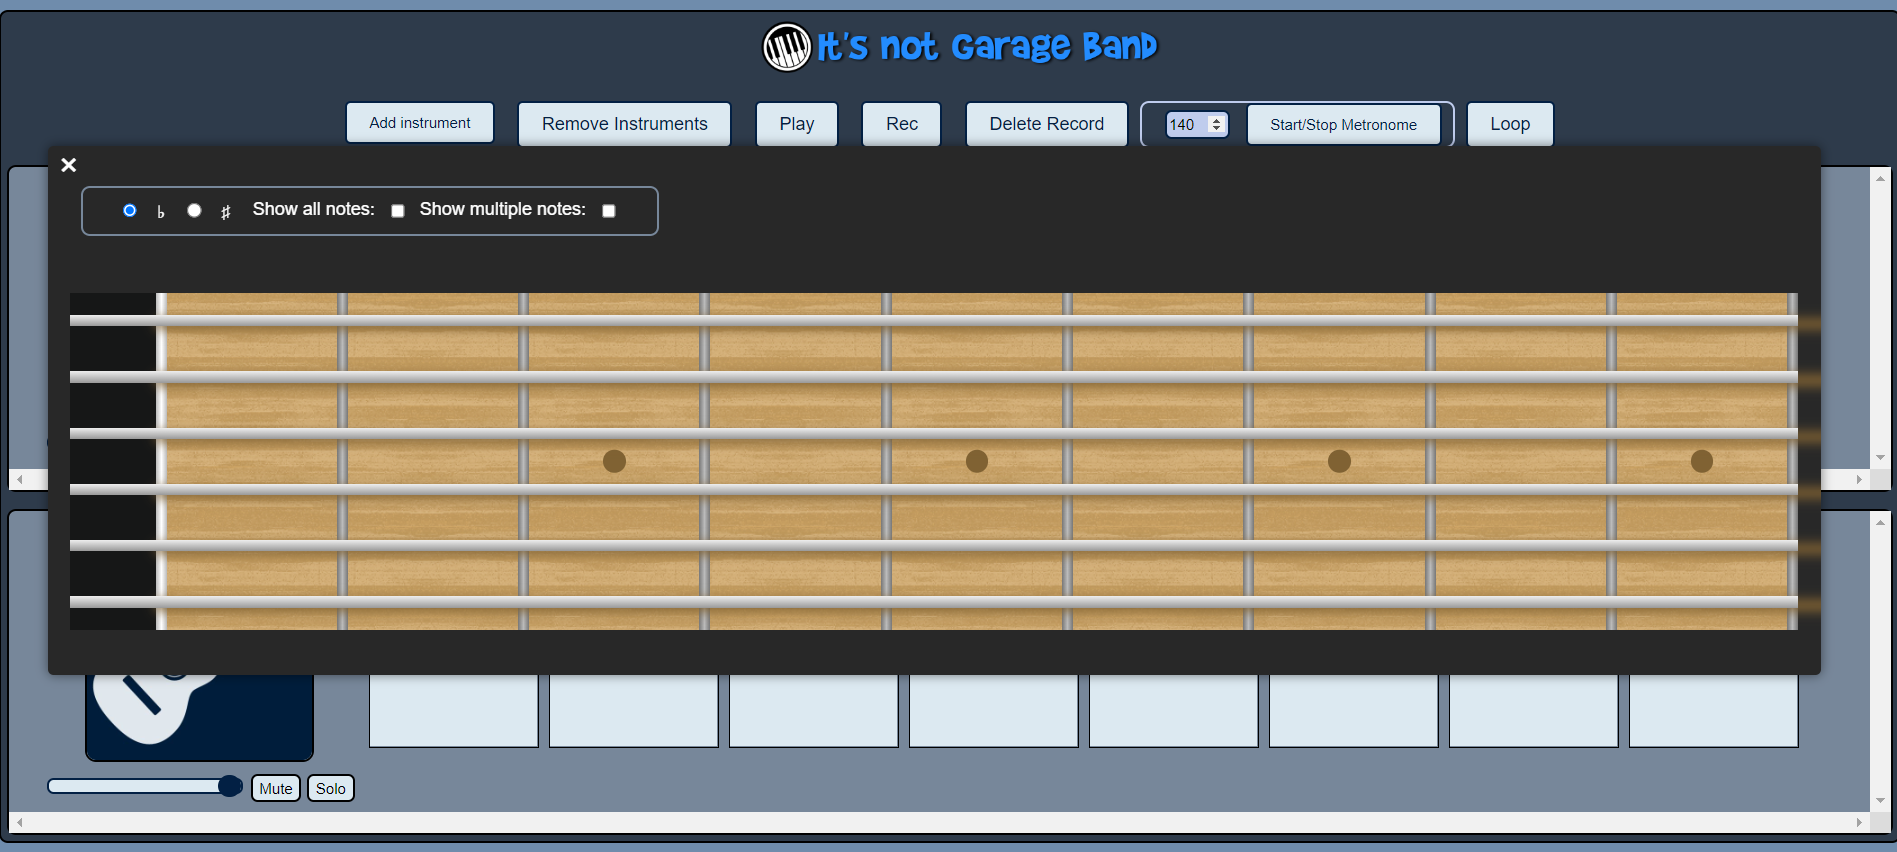 It's not Garage Band
Add instrument Remove Instruments Play Rec Delete Record 140 Start/Stop Metronome Loop
×
♭ ♯ Show all notes: Show multiple notes:
Mute Solo